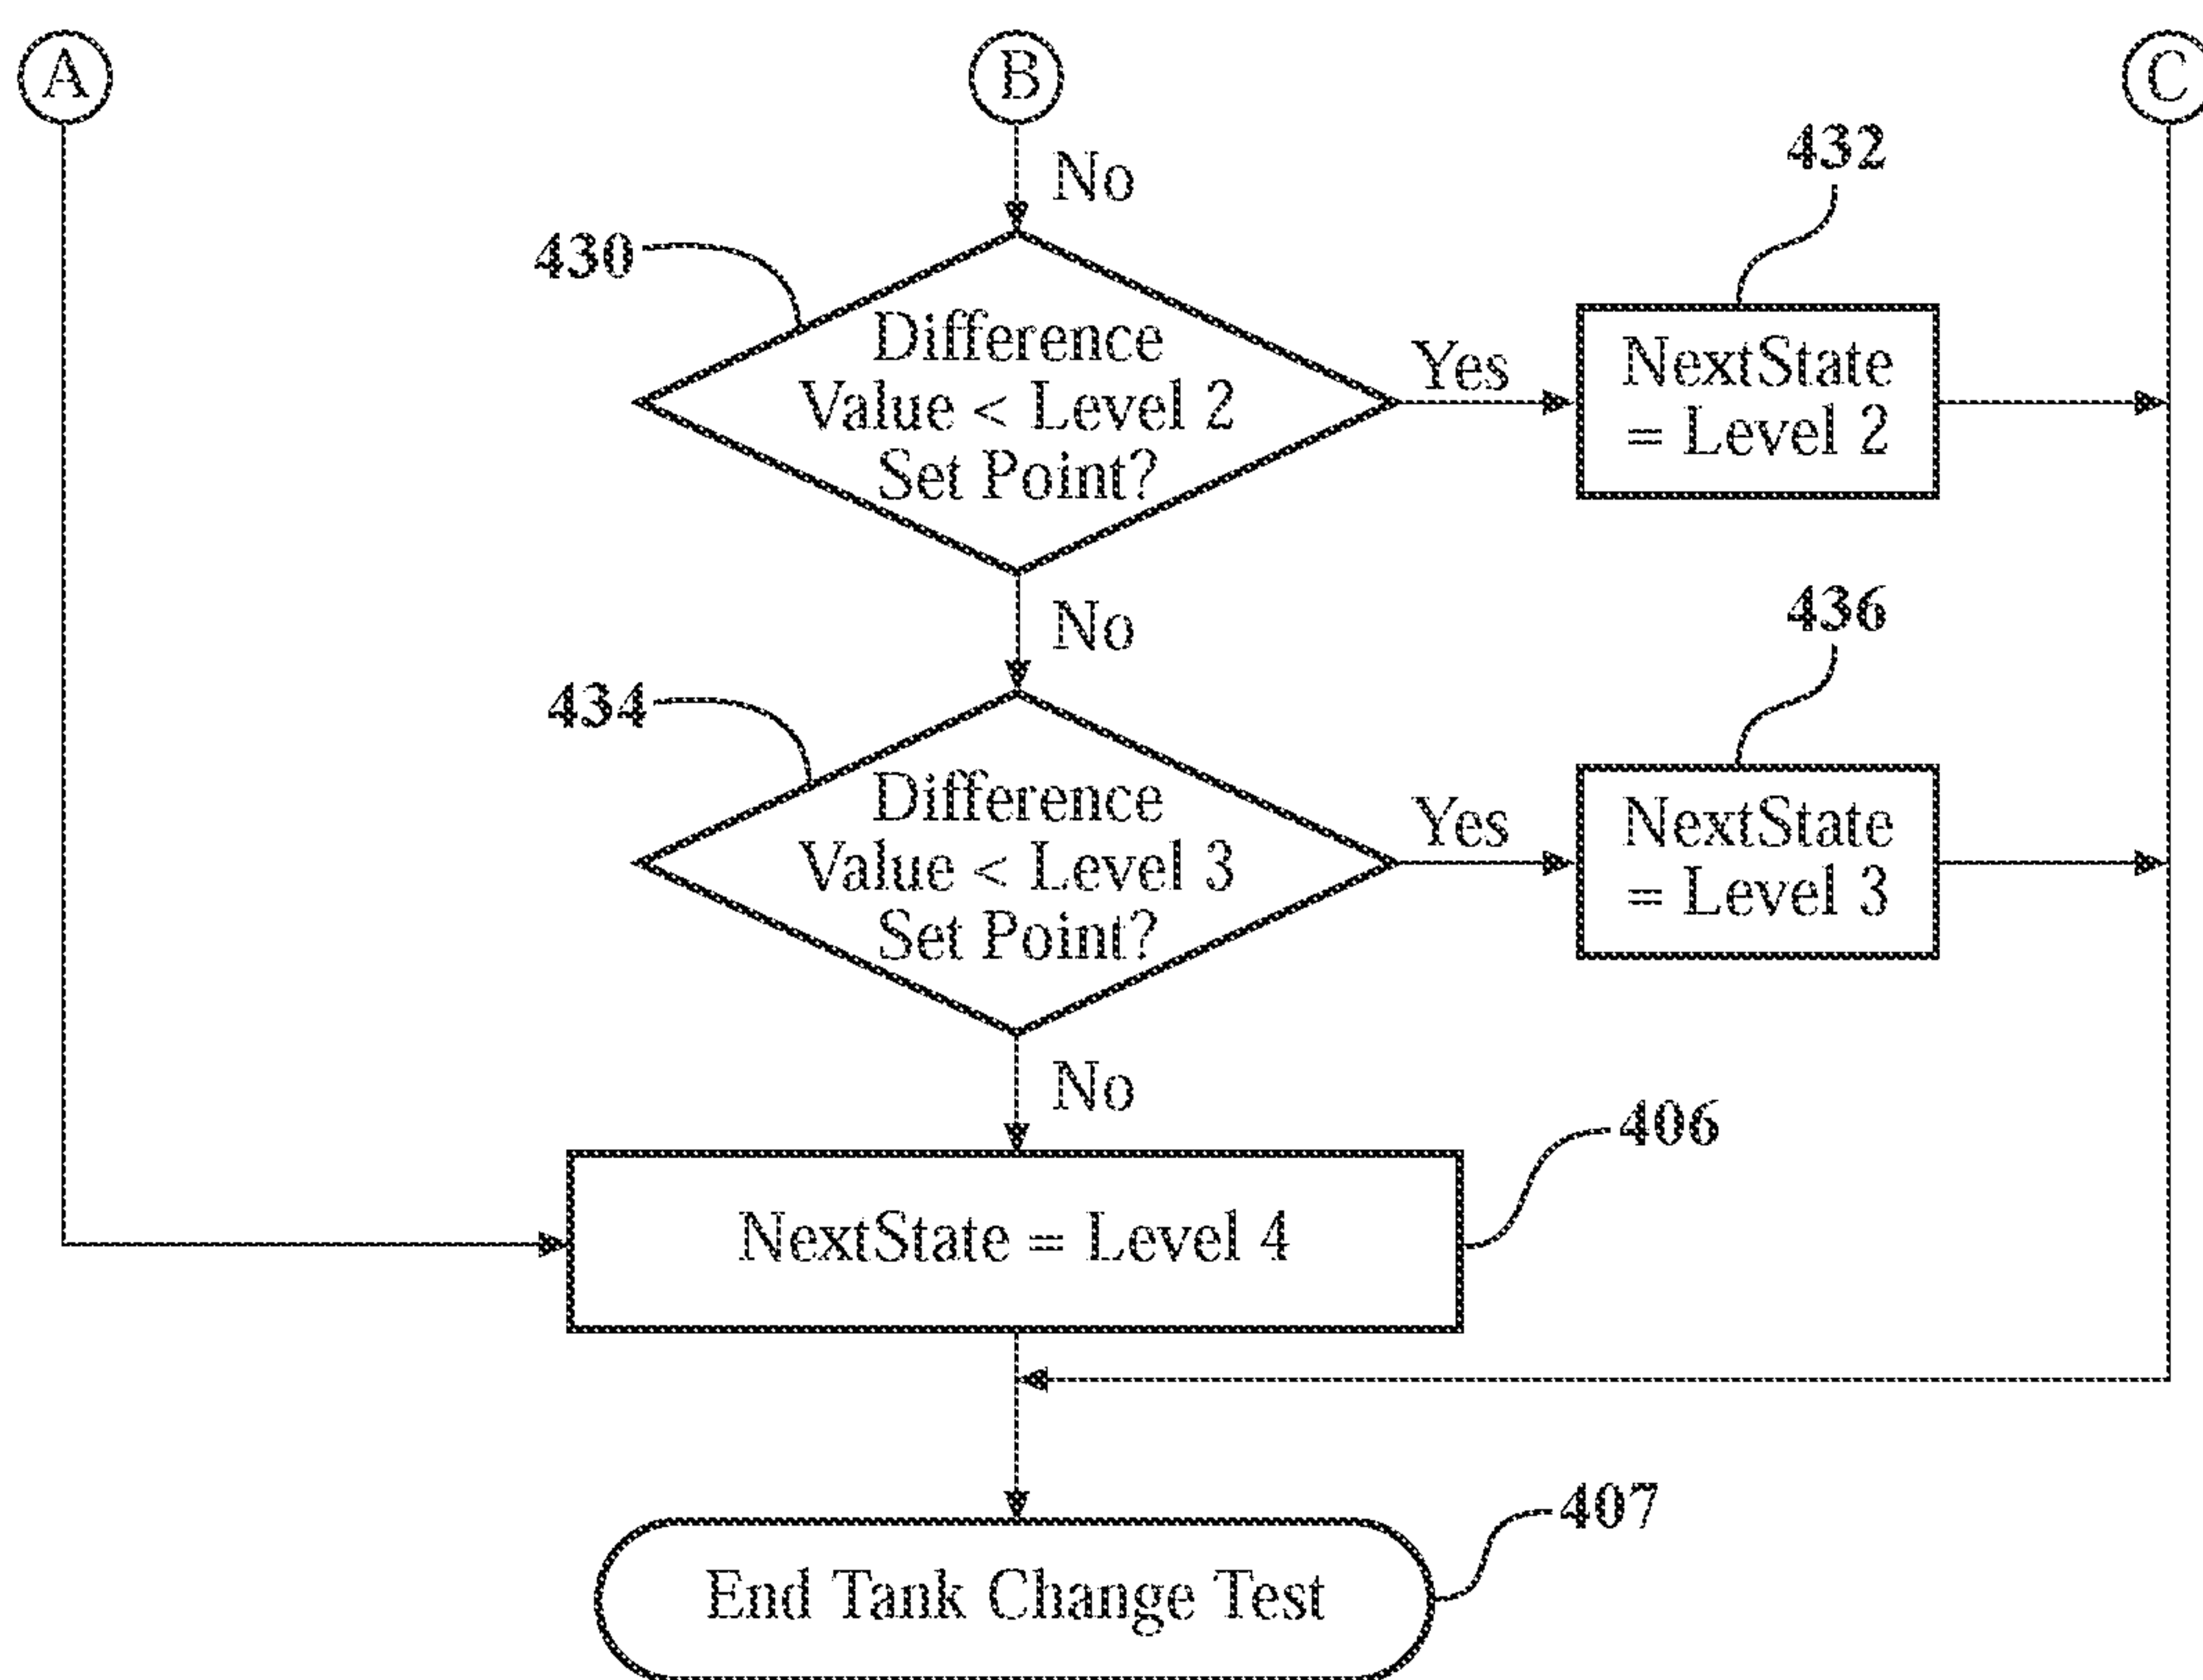 A
B
C
No
432
430
Difference
Value < Level 2
Set Point?
Yes
NextState
= Level 2
No
436
434
Difference
Value < Level 3
Set Point?
Yes
NextState
= Level 3
No
406
NextState = Level 4
407
End Tank Change Test